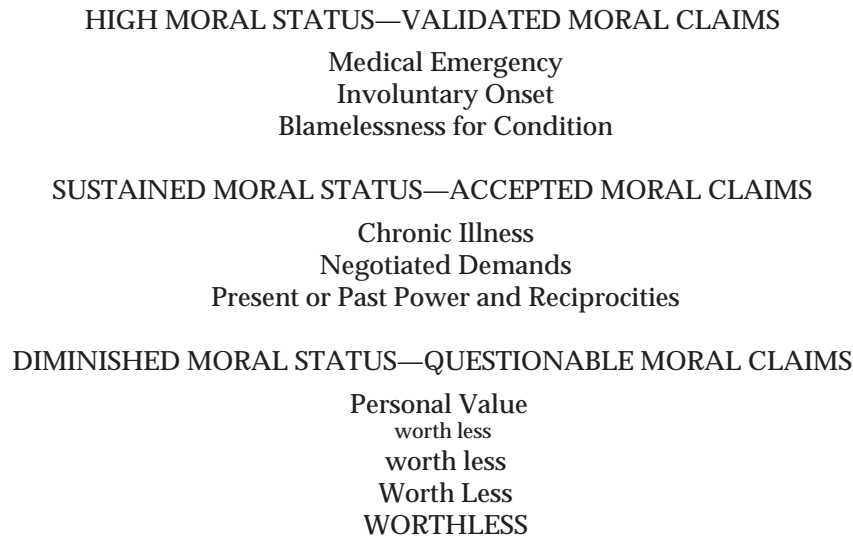 HIGH MORAL STATUS—VALIDATED MORAL CLAIMS
Medical Emergency
Involuntary Onset
Blamelessness for Condition
SUSTAINED MORAL STATUS—ACCEPTED MORAL CLAIMS
Chronic Illness
Negotiated Demands
Present or Past Power and Reciprocities
DIMINISHED MORAL STATUS—QUESTIONABLE MORAL CLAIMS
Personal Value
worth less
worth less
Worth Less
WORTHLESS